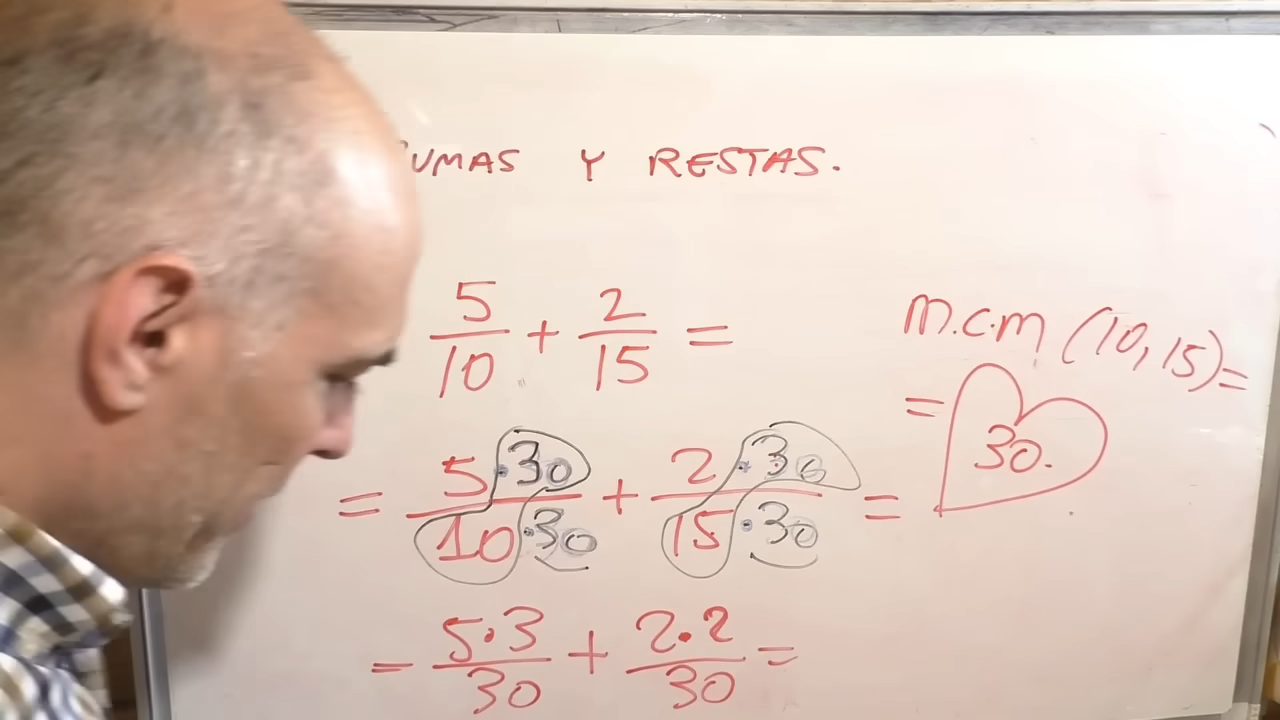 SUMAS Y RESTAS.
5/10 + 2/15 =
m.c.m (10, 15) =
= 30.
= 5·30/10·30 + 2·30/15·30 =
= 5·3/30 + 2·2/30 =